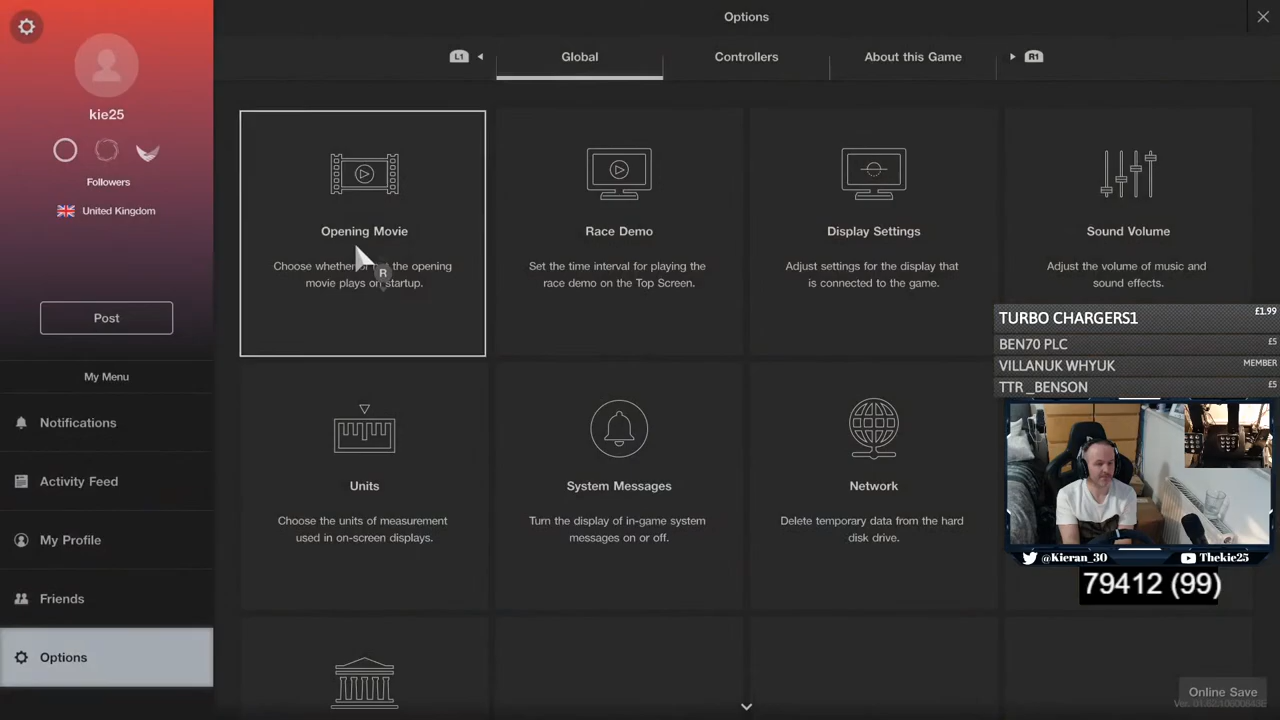 Options
L1
Global
Controllers
About this Game
R1
kie25
Followers
United Kingdom
Post
My Menu
Notifications
Activity Feed
My Profile
Friends
Options
Opening Movie
Choose whether or the opening
movie plays on startup.
R
Race Demo
Set the time interval for playing the
race demo on the Top Screen.
Display Settings
Adjust settings for the display that
is connected to the game.
Sound Volume
Adjust the volume of music and
sound effects.
Units
Choose the units of measurement
used in on-screen displays.
System Messages
Turn the display of in-game system
messages on or off.
Network
Delete temporary data from the hard
disk drive.
TURBO CHARGERS1 £1.99
BEN70 PLC £5
VILLANUK WHYUK MEMBER
TTR _BENSON £5
@Kieran_30
Thekie25
79412 (99)
Online Save